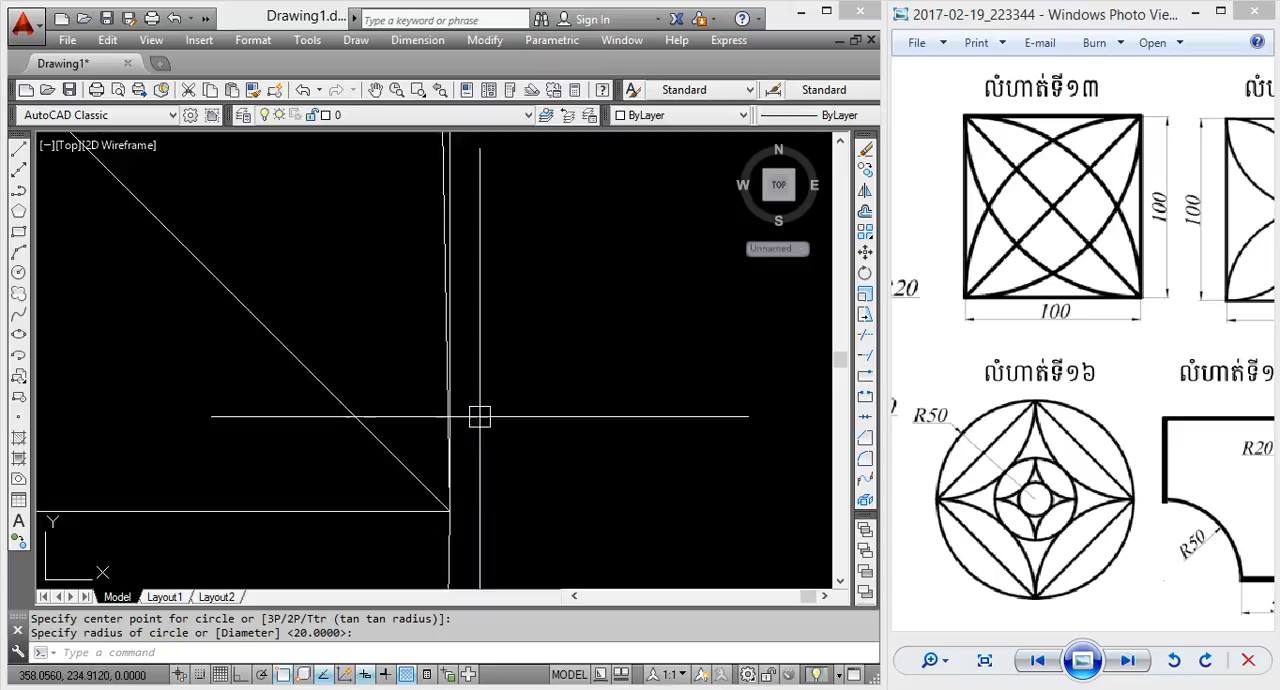 Drawing1.d...
Type a keyword or phrase
Sign In
File Edit View Insert Format Tools Draw Dimension Modify Parametric Window Help Express
Drawing1*
Standard
Standard
AutoCAD Classic
0
ByLayer
ByLayer
[−][Top][2D Wireframe]
N
W TOP E
S
Unnamed
Y
X
Model Layout1 Layout2
Specify center point for circle or [3P/2P/Ttr (tan tan radius)]:
Specify radius of circle or [Diameter] <20.0000>:
Type a command
358.0560, 234.9120, 0.0000
MODEL
1:1
2017-02-19_223344 - Windows Photo Vie...
File Print E-mail Burn Open
លំហាត់ទី១៣
100
100
100
លំហាត់ទី១៦
R50
R20
R50